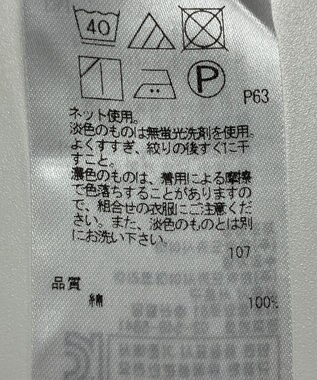 40
P
P63
ネット使用。
淡色のものは無蛍光洗剤を使用。
よくすすぎ、絞りの後すぐに干
すこと。
濃色のものは、着用による摩擦
で色落ちすることがありますの
で、組合せの衣服にご注意くだ
さい。また、淡色のものとは別
にお洗い下さい。
107
品質
綿 100%